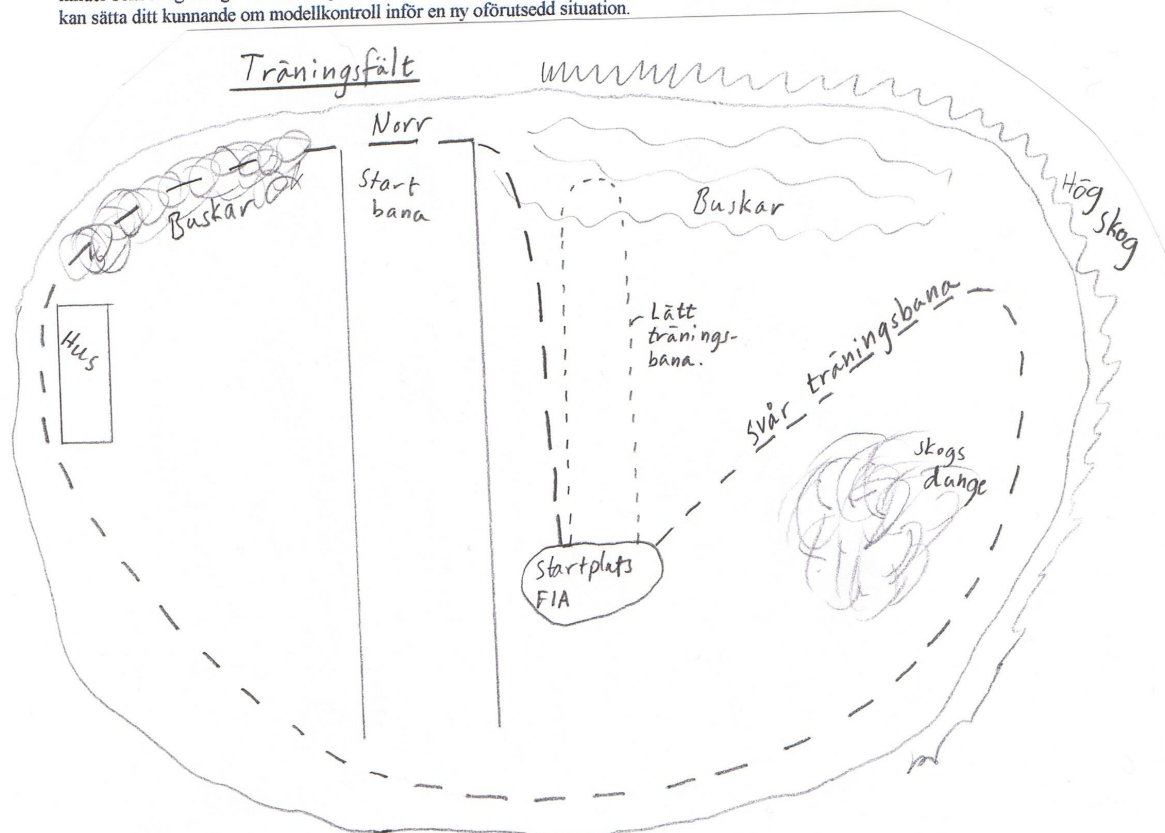 kan sätta ditt kunnande om modellkontroll inför en ny oförutsedd situation.
Träningsfält
Norr
Start
bana
Buskar
Buskar
Hög
skog
Hus
Lätt
tränings-
bana.
svår träningsbana
skogs
dunge
Startplats
FIA